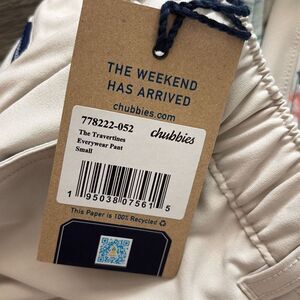 THE WEEKEND
HAS ARRIVED
chubbies.com
778222-052
chubbies
The Travertines
Everywear Pant
Small
1 95038 07561 5
This Paper is 100% Recycled